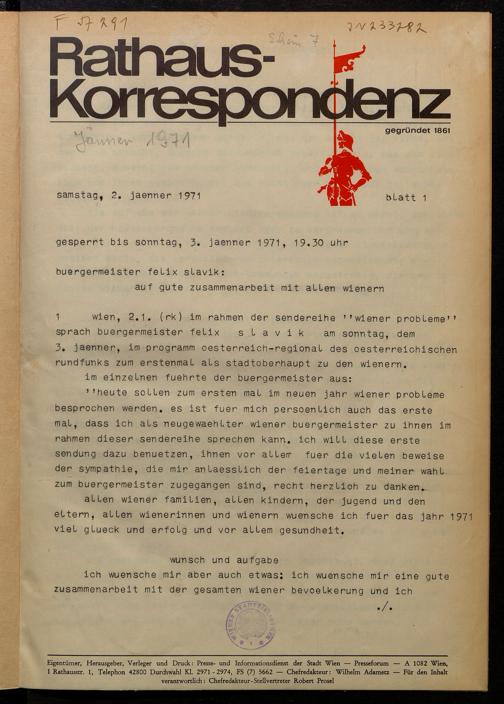 F 57291
JN233282
Schein 7
Rathaus-
Korrespondenz
gegründet 1861
Jänner 1971
samstag, 2. jaenner 1971 blatt 1
gesperrt bis sonntag, 3. jaenner 1971, 19.30 uhr
buergermeister felix slavik:
auf gute zusammenarbeit mit allen wienern
1 wien, 2.1. (rk) im rahmen der sendereihe ''wiener probleme''
sprach buergermeister felix s l a v i k am sonntag, dem
3. jaenner, im programm oesterreich-regional des oesterreichischen
rundfunks zum erstenmal als stadtoberhaupt zu den wienern.
im einzelnen fuehrte der buergermeister aus:
''heute sollen zum ersten mal im neuen jahr wiener probleme
besprochen werden. es ist fuer mich persoenlich auch das erste
mal, dass ich als neugewaehlter wiener buergermeister zu ihnen im
rahmen dieser sendereihe sprechen kann. ich will diese erste
sendung dazu benuetzen, ihnen vor allem fuer die vielen beweise
der sympathie, die mir anlaesslich der feiertage und meiner wahl
zum buergermeister zugegangen sind, recht herzlich zu danken.
allen wiener familien, allen kindern, der jugend und den
eltern, allen wienerinnen und wienern wuensche ich fuer das jahr 1971
viel glueck und erfolg und vor allem gesundheit.
wunsch und aufgabe
ich wuensche mir aber auch etwas: ich wuensche mir eine gute
zusammenarbeit mit der gesamten wiener bevoelkerung und ich
./.
Eigentümer, Herausgeber, Verleger und Druck: Presse- und Informationsdienst der Stadt Wien — Presseforum — A 1082 Wien,
I Rathausstr. 1, Telephon 42800 Durchwahl Kl. 2971 - 2974, FS (7) 5662 — Chefredakteur: Wilhelm Adametz — Für den Inhalt
verantwortlich: Chefredakteur-Stellvertreter Robert Prosel